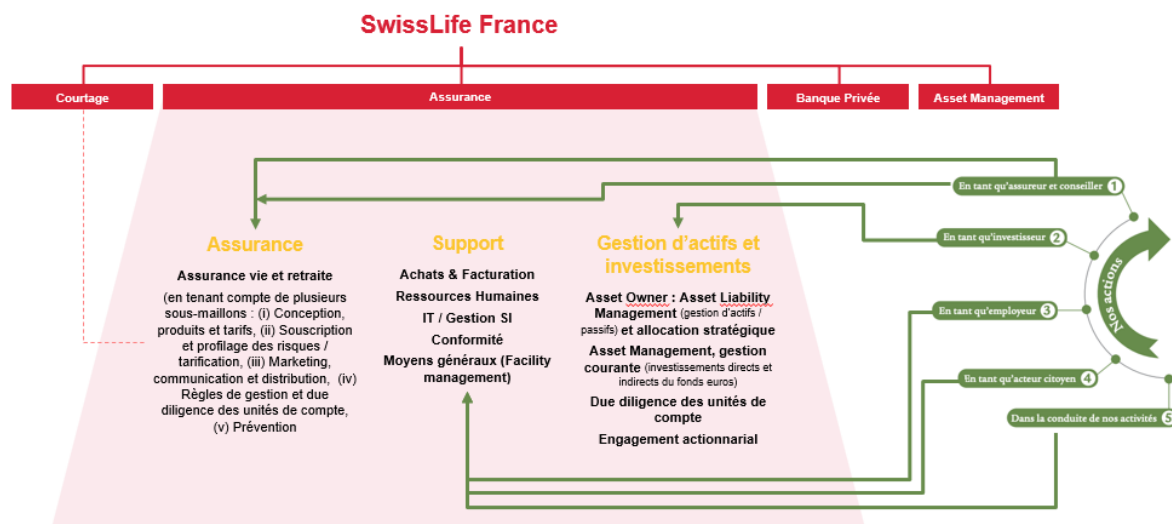 SwissLife France
Courtage
Assurance
Banque Privée
Asset Management
Assurance
Assurance vie et retraite
(en tenant compte de plusieurs
sous-maillons : (i) Conception,
produits et tarifs, (ii) Souscription
et profilage des risques /
tarification, (iii) Marketing,
communication et distribution, (iv)
Règles de gestion et due
diligence des unités de compte,
(v) Prévention
Support
Achats & Facturation
Ressources Humaines
IT / Gestion SI
Conformité
Moyens généraux (Facility
management)
Gestion d'actifs et
investissements
Asset Owner : Asset Liability
Management (gestion d'actifs /
passifs) et allocation stratégique
Asset Management, gestion
courante (investissements directs et
indirects du fonds euros)
Due diligence des unités de
compte
Engagement actionnarial
En tant qu'assureur et conseiller 1
En tant qu'investisseur 2
En tant qu'employeur 3
En tant qu'acteur citoyen 4
Dans la conduite de nos activités 5
Nos actions